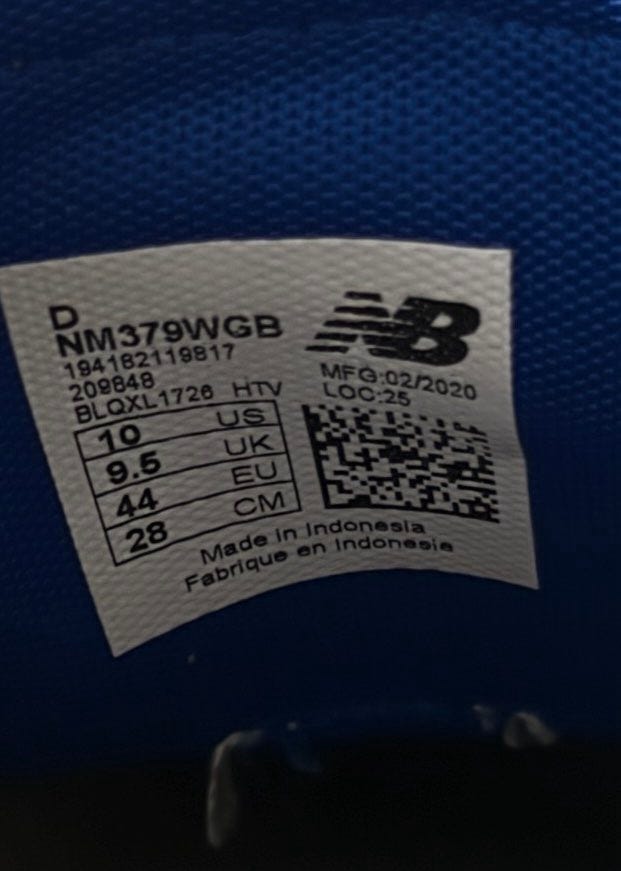 D
NM379WGB
194182119817
209848
BLQXL1726 HTV
10 US
9.5 UK
44 EU
28 CM
NB
MFG:02/2020
LOC:25
Made in Indonesia
Fabrique en Indonesie